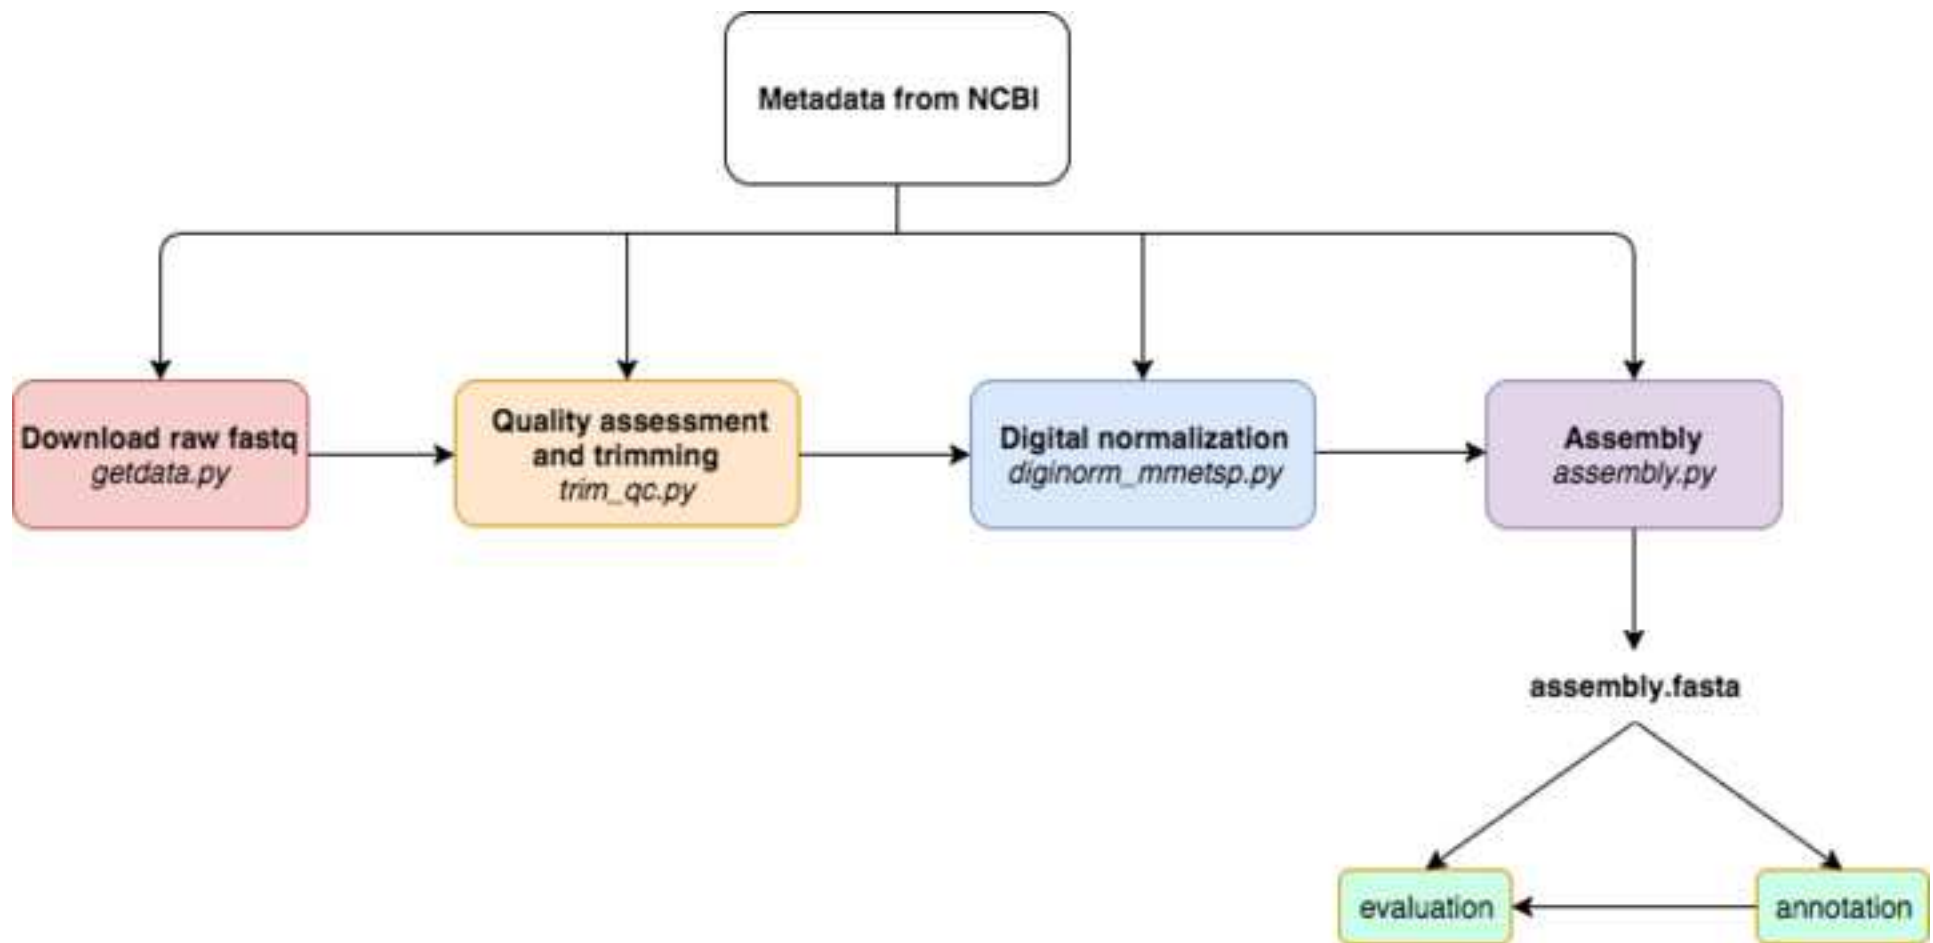 Metadata from NCBI
Download raw fastq
getdata.py
Quality assessment
and trimming
trim_qc.py
Digital normalization
diginorm_mmetsp.py
Assembly
assembly.py
assembly.fasta
evaluation
annotation